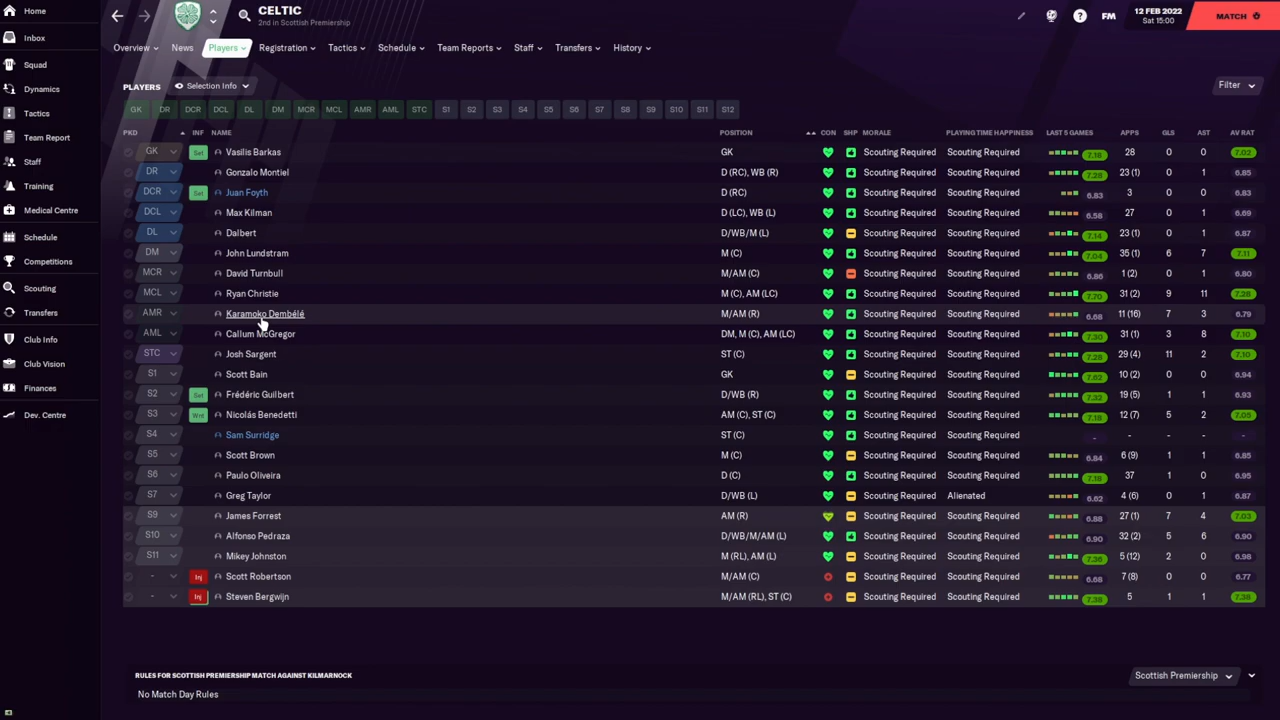 Home
Inbox
Squad
Dynamics
Tactics
Team Report
Staff
Training
Medical Centre
Schedule
Competitions
Scouting
Transfers
Club Info
Club Vision
Finances
Dev. Centre
CELTIC
2nd in Scottish Premiership
FM
12 FEB 2022
Sat 15:00
MATCH
Overview News Players Registration Tactics Schedule Team Reports Staff Transfers History
PLAYERS Selection Info Filter
GK DR DCR DCL DL DM MCR MCL AMR AML STC S1 S2 S3 S4 S5 S6 S7 S8 S9 S10 S11 S12
PKD INF NAME POSITION CON SHP MORALE PLAYING TIME HAPPINESS LAST 5 GAMES APPS GLS AST AV RAT
GK Set Vasilis Barkas GK Scouting Required Scouting Required 7.16 28 0 0 7.02
DR Gonzalo Montiel D (RC), WB (R) Scouting Required Scouting Required 7.28 23 (1) 0 1 6.85
DCR Set Juan Foyth D (RC) Scouting Required Scouting Required 6.83 3 0 0 6.83
DCL Max Kilman D (LC), WB (L) Scouting Required Scouting Required 6.58 27 0 1 6.69
DL Dalbert D/WB/M (L) Scouting Required Scouting Required 7.14 23 (1) 0 1 6.87
DM John Lundstram M (C) Scouting Required Scouting Required 7.04 35 (1) 6 7 7.11
MCR David Turnbull M/AM (C) Scouting Required Scouting Required 6.86 1 (2) 0 1 6.80
MCL Ryan Christie M (C), AM (LC) Scouting Required Scouting Required 7.70 31 (2) 9 11 7.28
AMR Karamoko Dembélé M/AM (R) Scouting Required Scouting Required 6.68 11 (16) 7 3 6.79
AML Callum McGregor DM, M (C), AM (LC) Scouting Required Scouting Required 7.30 31 (1) 3 8 7.10
STC Josh Sargent ST (C) Scouting Required Scouting Required 7.28 29 (4) 11 2 7.10
S1 Scott Bain GK Scouting Required Scouting Required 7.62 10 (2) 0 0 6.94
S2 Set Frédéric Guilbert D/WB (R) Scouting Required Scouting Required 7.32 19 (5) 1 1 6.93
S3 Wnt Nicolás Benedetti AM (C), ST (C) Scouting Required Scouting Required 7.18 12 (7) 5 2 7.05
S4 Sam Surridge ST (C) Scouting Required Scouting Required - - - - -
S5 Scott Brown M (C) Scouting Required Scouting Required 6.84 6 (9) 1 1 6.85
S6 Paulo Oliveira D (C) Scouting Required Scouting Required 7.18 37 1 0 6.95
S7 Greg Taylor D/WB (L) Scouting Required Alienated 6.62 4 (6) 0 1 6.87
S9 James Forrest AM (R) Scouting Required Scouting Required 6.88 27 (1) 7 4 7.03
S10 Alfonso Pedraza D/WB/M/AM (L) Scouting Required Scouting Required 6.90 32 (2) 5 6 6.90
S11 Mikey Johnston M (RL), AM (L) Scouting Required Scouting Required 7.36 5 (12) 2 0 6.98
- Inj Scott Robertson M/AM (C) Scouting Required Scouting Required 6.68 7 (8) 0 0 6.77
- Inj Steven Bergwijn M/AM (RL), ST (C) Scouting Required Scouting Required 7.38 5 1 1 7.38
RULES FOR SCOTTISH PREMIERSHIP MATCH AGAINST KILMARNOCK Scottish Premiership
No Match Day Rules